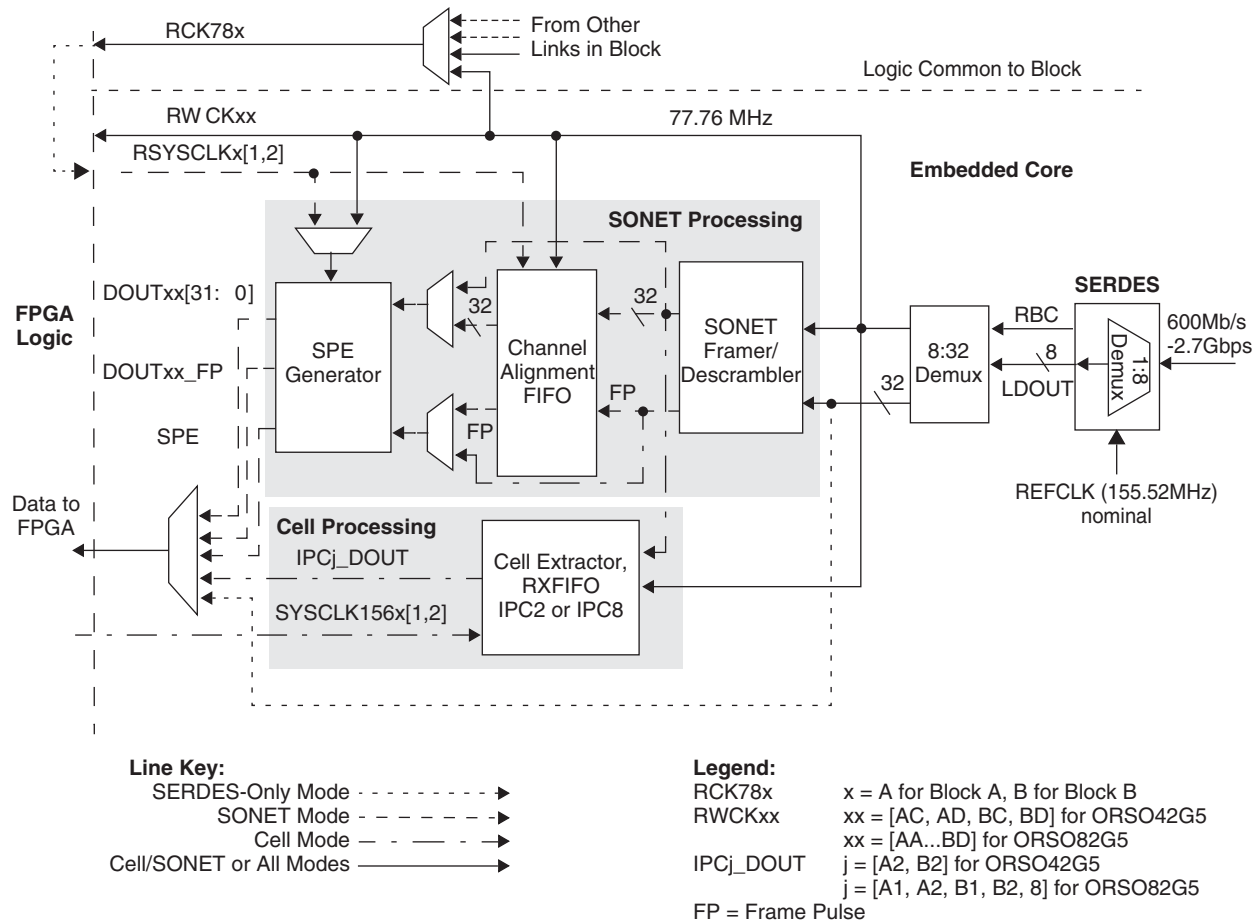 RCK78x
From Other
Links in Block
Logic Common to Block
RW CKxx
77.76 MHz
RSYSCLKx[1,2]
Embedded Core
SONET Processing
DOUTxx[31: 0]
FPGA
Logic
DOUTxx_FP
SPE
SPE
Generator
32
Channel
Alignment
FIFO
FP
32
FP
SONET
Framer/
Descrambler
32
8:32
Demux
RBC
8
LDOUT
SERDES
1:8
Demux
600Mb/s
-2.7Gbps
REFCLK (155.52MHz)
nominal
Data to
FPGA
Cell Processing
IPCj_DOUT
SYSCLK156x[1,2]
Cell Extractor,
RXFIFO
IPC2 or IPC8
Line Key:
SERDES-Only Mode
SONET Mode
Cell Mode
Cell/SONET or All Modes
Legend:
RCK78x x = A for Block A, B for Block B
RWCKxx xx = [AC, AD, BC, BD] for ORSO42G5
xx = [AA...BD] for ORSO82G5
IPCj_DOUT j = [A2, B2] for ORSO42G5
j = [A1, A2, B1, B2, 8] for ORSO82G5
FP = Frame Pulse